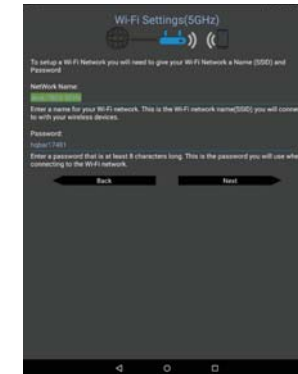 Wi-Fi Settings(5GHz)
To setup a Wi-Fi Network you will need to give your Wi-Fi Network a Name (SSID) and
Password
NetWork Name:
Enter a name for your Wi-Fi network. This is the Wi-Fi network name(SSID) you will conne
to with your wireless devices.
Password:
Enter a password that is at least 8 characters long. This is the password you will use whe
connecting to the Wi-Fi network.
Back
Next